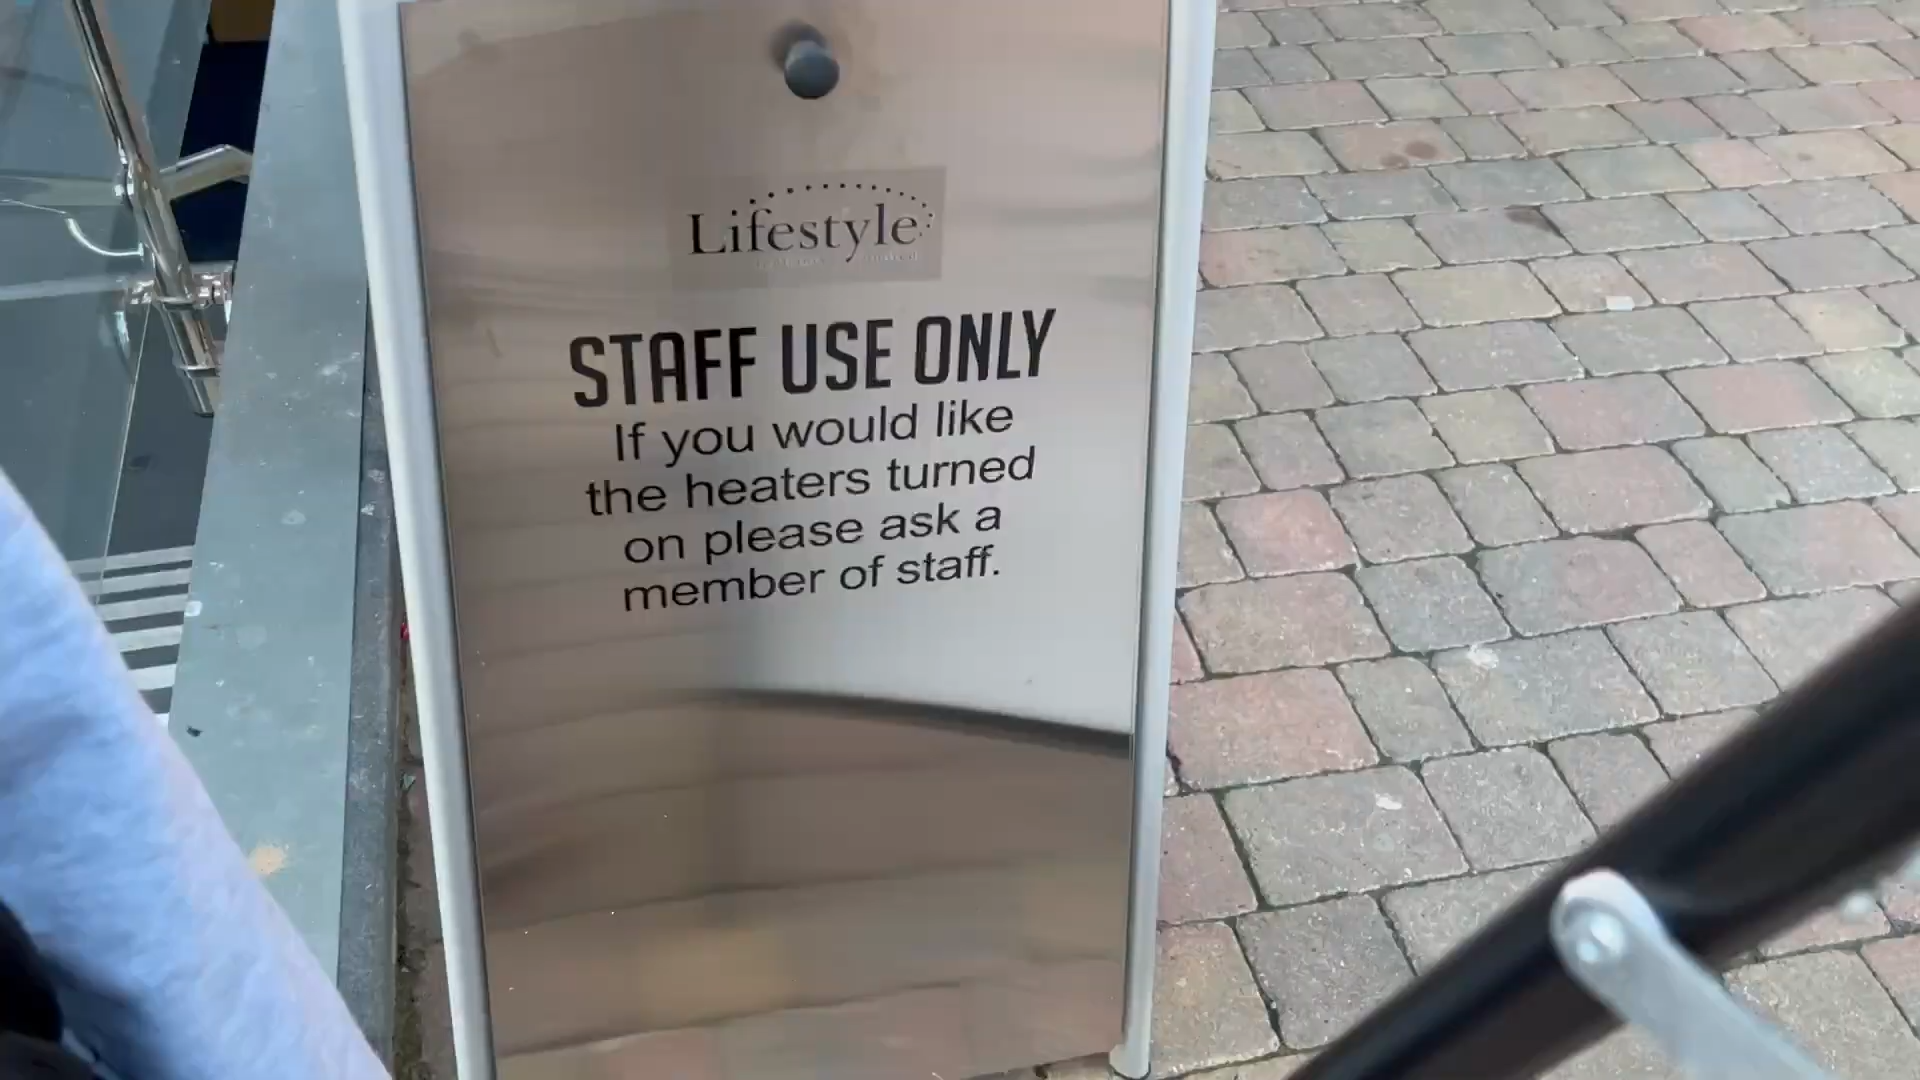 Lifestyle
STAFF USE ONLY
If you would like
the heaters turned
on please ask a
member of staff.